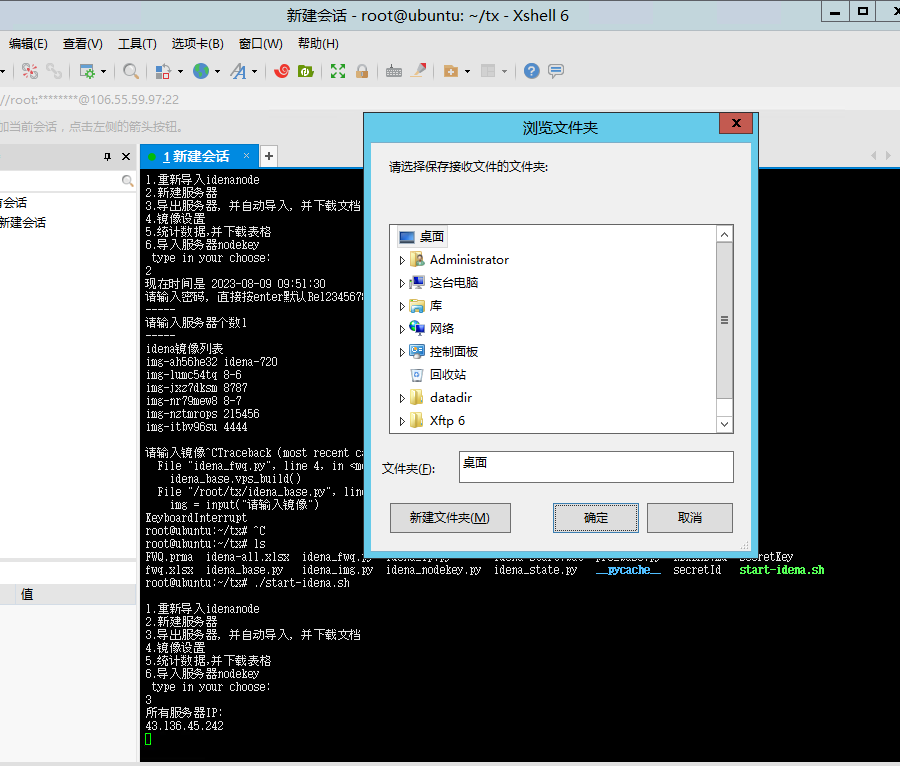 新建会话 - root@ubuntu: ~/tx - Xshell 6
编辑(E) 查看(V) 工具(T) 选项卡(B) 窗口(W) 帮助(H)
//root:********@106.55.59.97:22
加当前会话，点击左侧的箭头按钮。
1 新建会话
会话
新建会话
值
1.重新导入idenanode
2.新建服务器
3.导出服务器，并自动导入，并下载文档
4.镜像设置
5.统计数据,并下载表格
6.导入服务器nodekey
type in your choose:
2
现在时间是 2023-08-09 09:51:30
请输入密码，直接按enter默认Bel2345678
-----
请输入服务器个数1
-----
idena镜像列表
img-ah56he32 idena-720
img-lumc54tq 8-6
img-jxz7dksm 8787
img-nr79mew8 8-7
img-nztmrops 215456
img-itbv96su 4444
请输入镜像^CTraceback (most recent ca
File "idena_fwq.py", line 4, in <mo
idena_base.vps_build()
File "/root/tx/idena_base.py", line
img = input("请输入镜像")
KeyboardInterrupt
root@ubuntu:~/tx# ^C
root@ubuntu:~/tx# ls
FWQ.prma idena-all.xlsx idena_fwq.py
fwq.xlsx idena_base.py idena_img.py idena_nodekey.py idena_state.py __pycache__ secretId start-idena.sh
root@ubuntu:~/tx# ./start-idena.sh
1.重新导入idenanode
2.新建服务器
3.导出服务器，并自动导入，并下载文档
4.镜像设置
5.统计数据,并下载表格
6.导入服务器nodekey
type in your choose:
3
所有服务器IP:
43.136.45.242
浏览文件夹
请选择保存接收文件的文件夹:
桌面
Administrator
这台电脑
库
网络
控制面板
回收站
datadir
Xftp 6
文件夹(F): 桌面
新建文件夹(M) 确定 取消